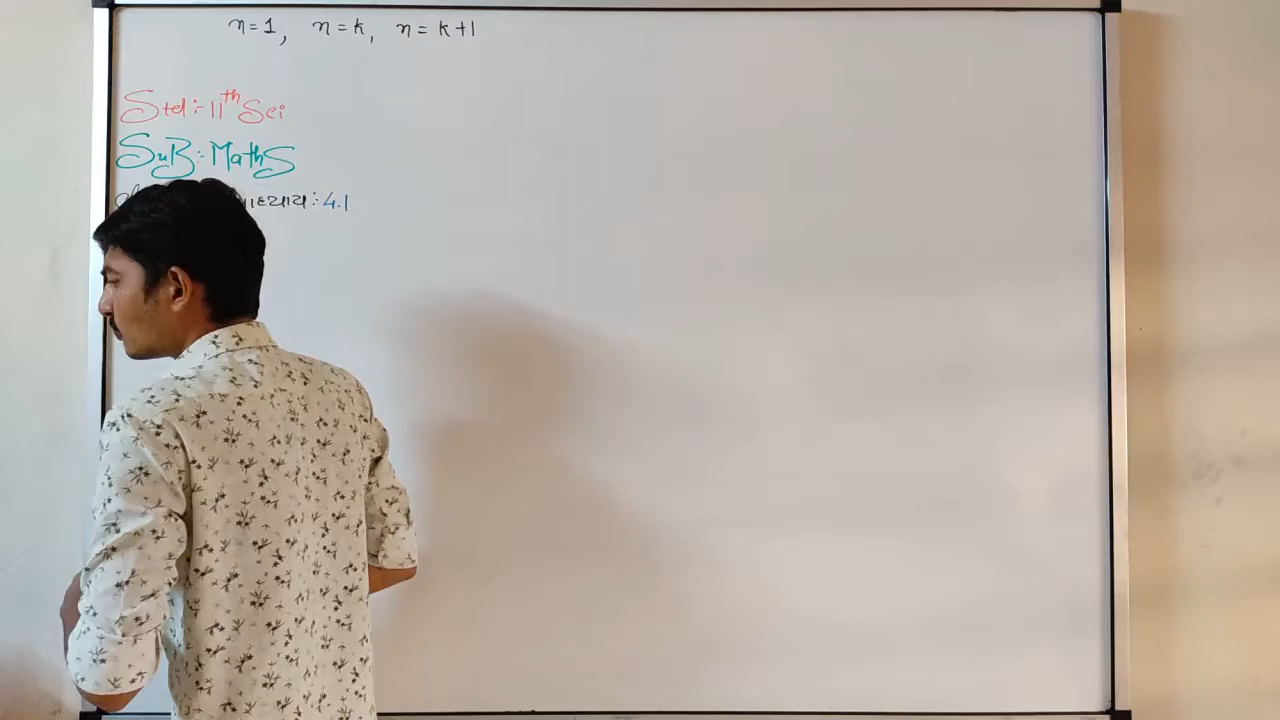 n=1, n=k, n=k+1
Std:-11th Sci
SuB:-MathS
ધ્યાય:-4.1